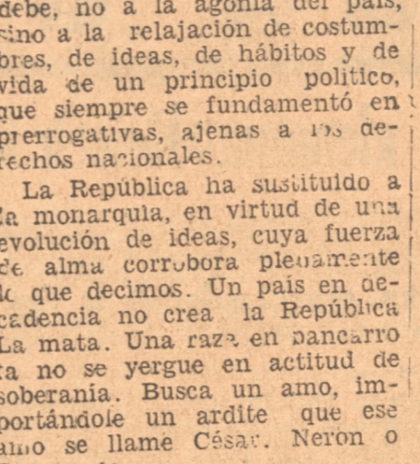 debe, no a la agonía del país,
sino a la relajación de costum-
bres, de ideas, de hábitos y de
vida de un principio político,
que siempre se fundamentó en
prerrogativas, ajenas a los de-
rechos nacionales.
La República ha sustituído a
la monarquía, en virtud de una
evolución de ideas, cuya fuerza
de alma corrobora plenamente
lo que decimos. Un país en de-
cadencia no crea la República
La mata. Una raza en bancarro
ta no se yergue en actitud de
soberanía. Busca un amo, im-
portándole un ardite que ese
amo se llame César. Nerón o